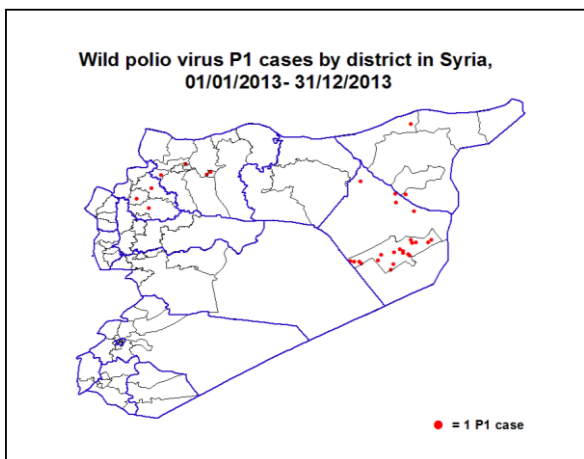 Wild polio virus P1 cases by district in Syria,
01/01/2013- 31/12/2013
= 1 P1 case